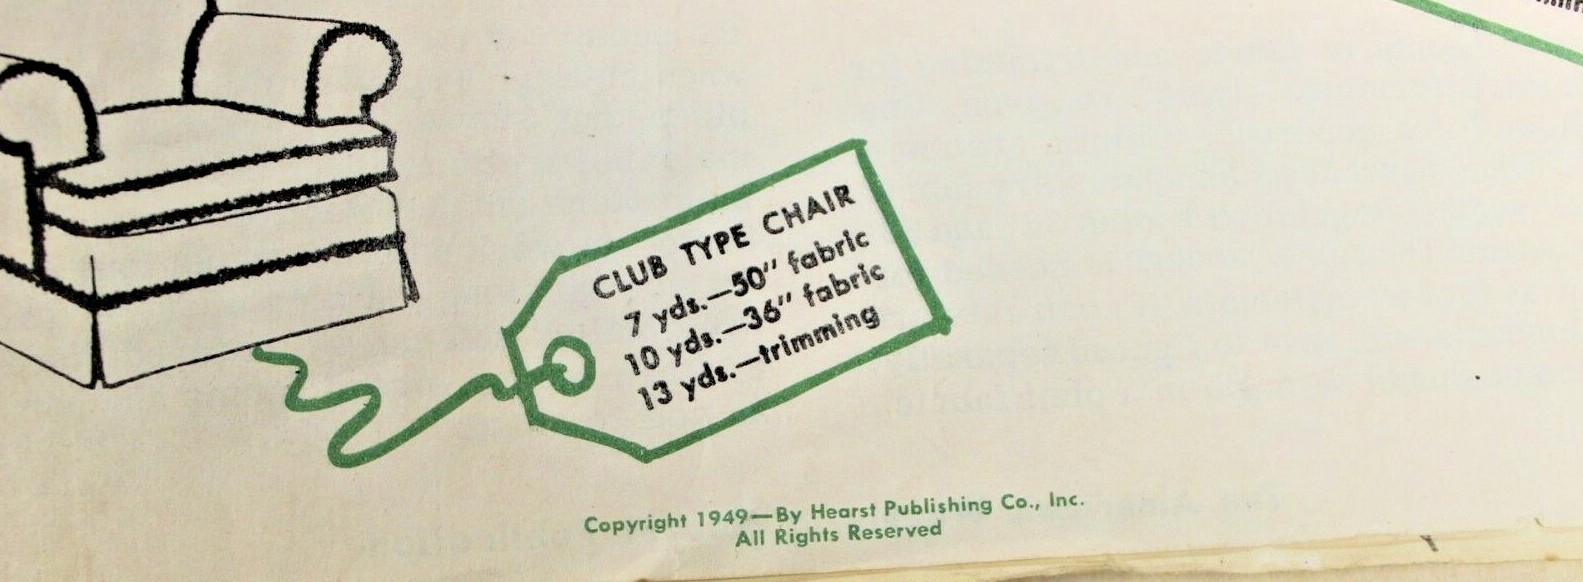 CLUB TYPE CHAIR
7 yds.—50" fabric
10 yds.—36" fabric
13 yds.—trimming
Copyright 1949—By Hearst Publishing Co., Inc.
All Rights Reserved